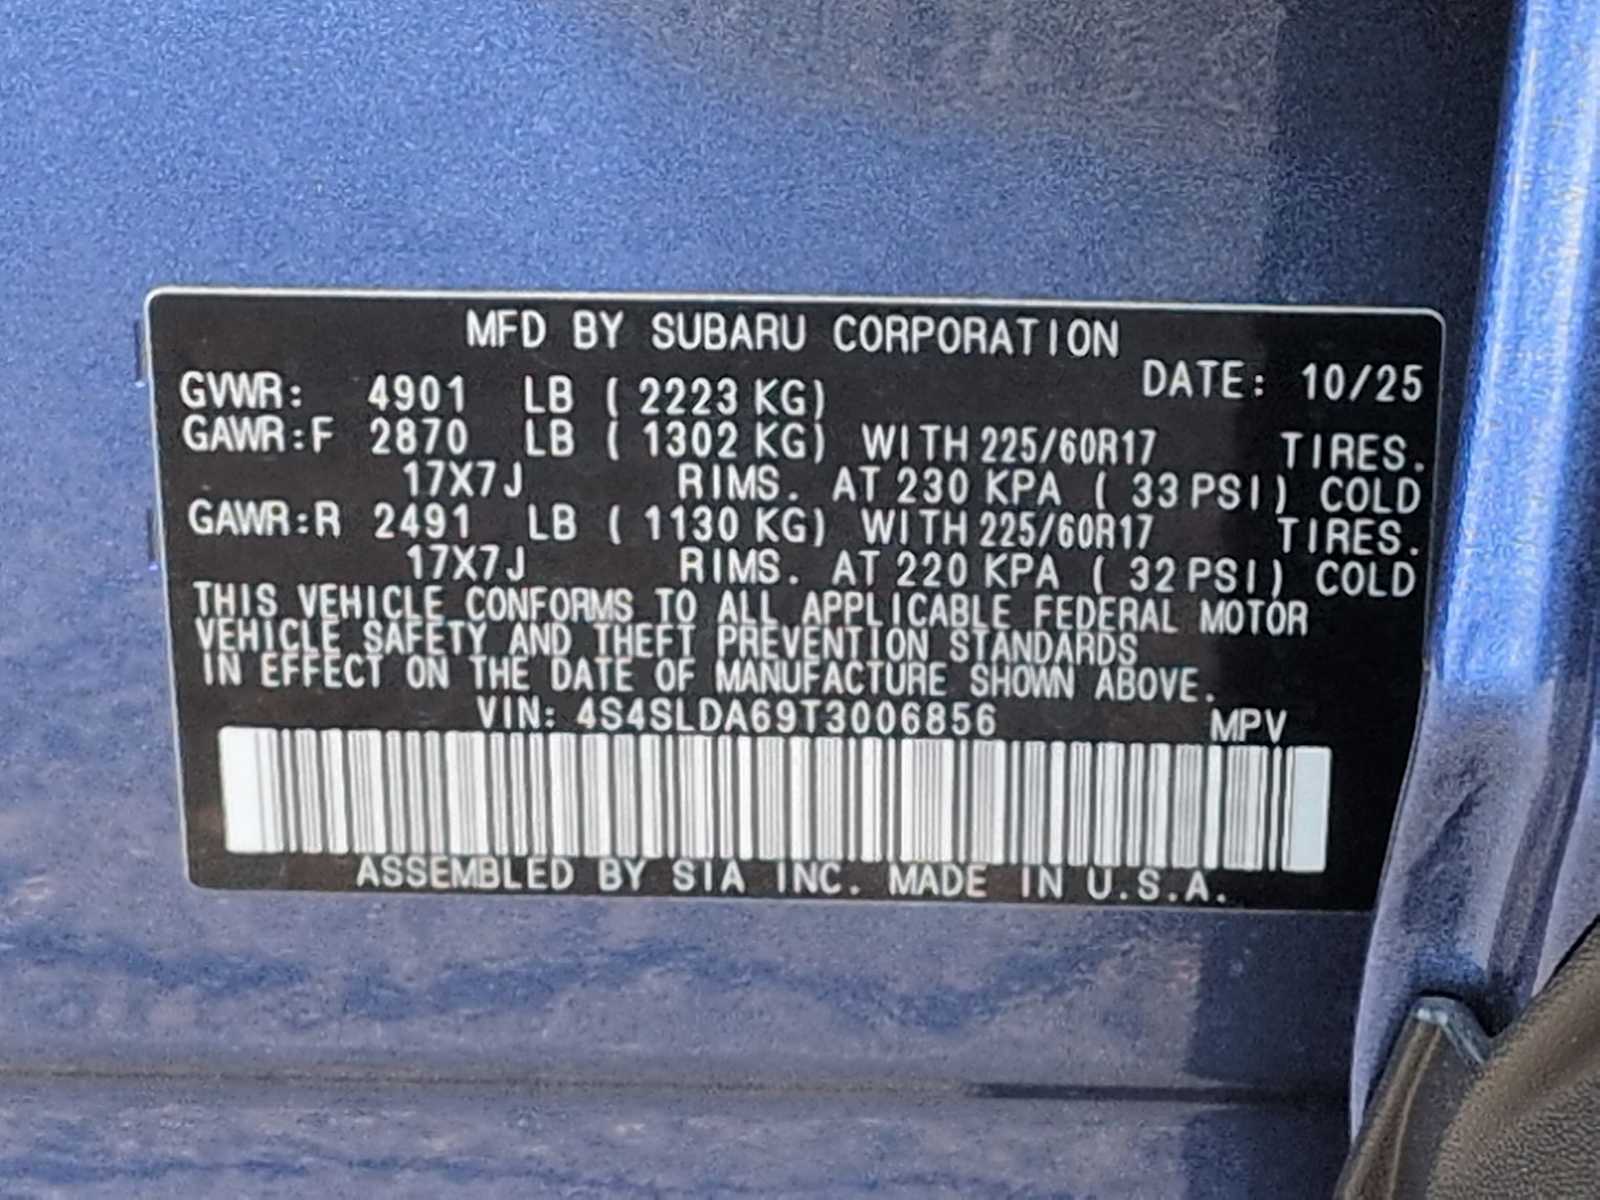 MFD BY SUBARU CORPORATION
DATE: 10/25
GVWR: 4901 LB ( 2223 KG)
GAWR:F 2870 LB ( 1302 KG) WITH 225/60R17 TIRES.
17X7J RIMS. AT 230 KPA ( 33 PSI) COLD
GAWR:R 2491 LB ( 1130 KG) WITH 225/60R17 TIRES.
17X7J RIMS. AT 220 KPA ( 32 PSI) COLD
THIS VEHICLE CONFORMS TO ALL APPLICABLE FEDERAL MOTOR
VEHICLE SAFETY AND THEFT PREVENTION STANDARDS
IN EFFECT ON THE DATE OF MANUFACTURE SHOWN ABOVE.
VIN: 4S4SLDA69T3006856 MPV
ASSEMBLED BY SIA INC. MADE IN U.S.A.